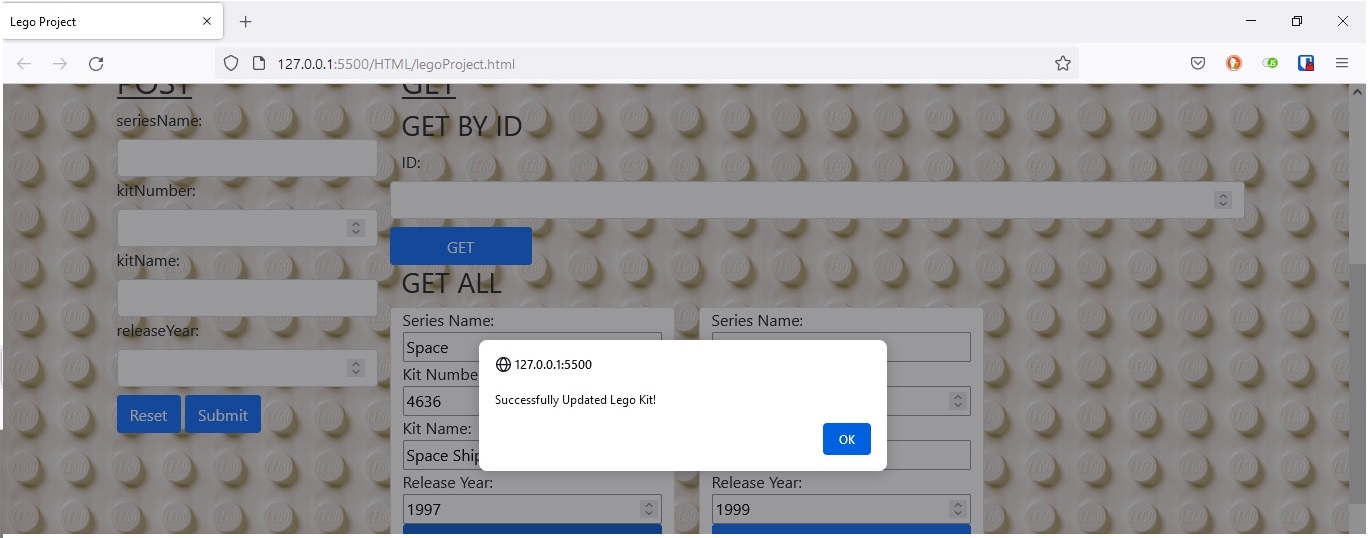 Lego Project
127.0.0.1:5500/HTML/legoProject.html
POST
seriesName:
kitNumber:
kitName:
releaseYear:
Reset Submit
GET
GET BY ID
ID:
GET
GET ALL
Series Name:
Space
Kit Numbe
4636
Kit Name:
Space Ship
Release Year:
1997
Series Name:
Release Year:
1999
127.0.0.1:5500
Successfully Updated Lego Kit!
OK